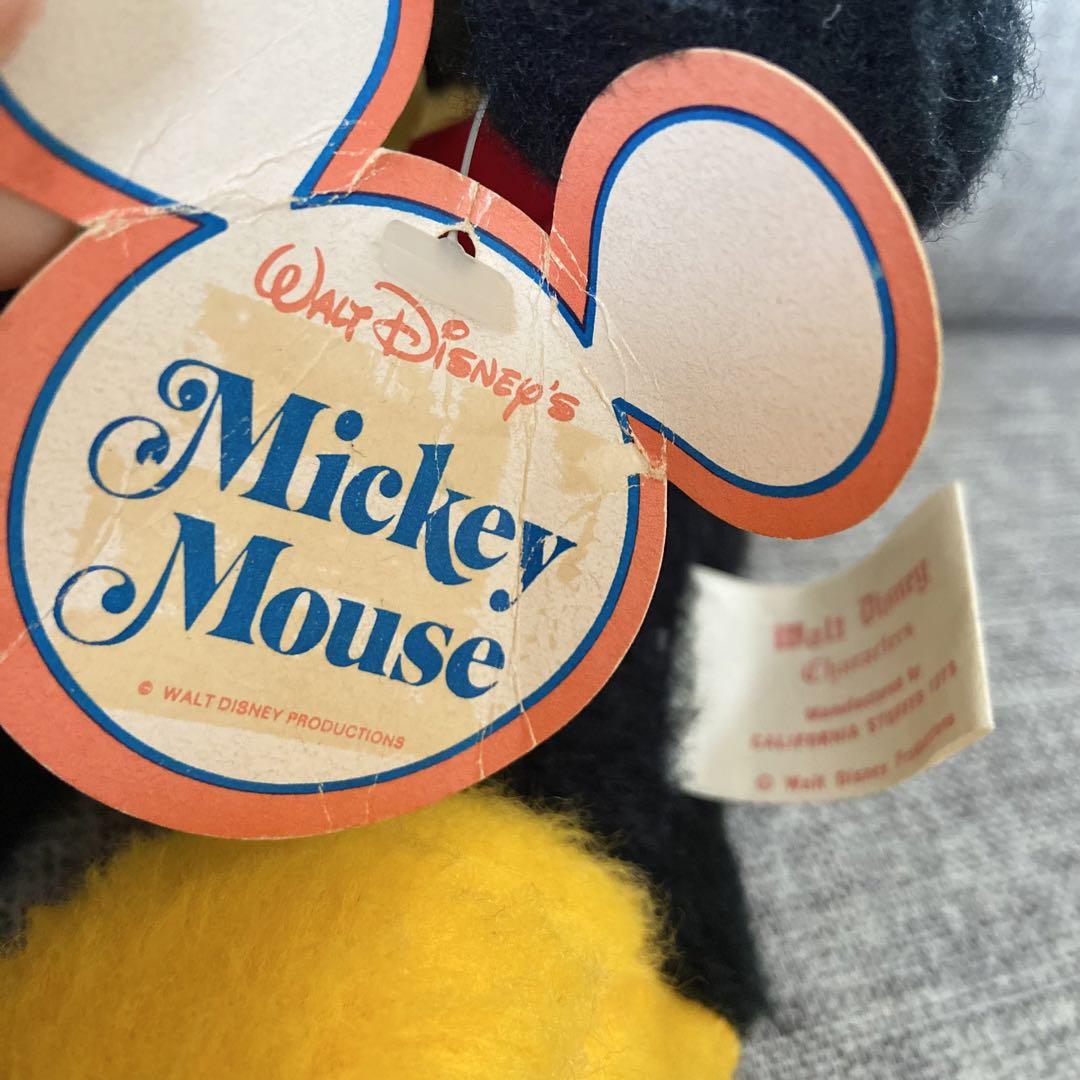 Walt Disney's
Mickey
Mouse
© WALT DISNEY PRODUCTIONS
Walt Disney
Characters
Manufactured by
CALIFORNIA STUFFED TOYS
© Walt Disney Productions